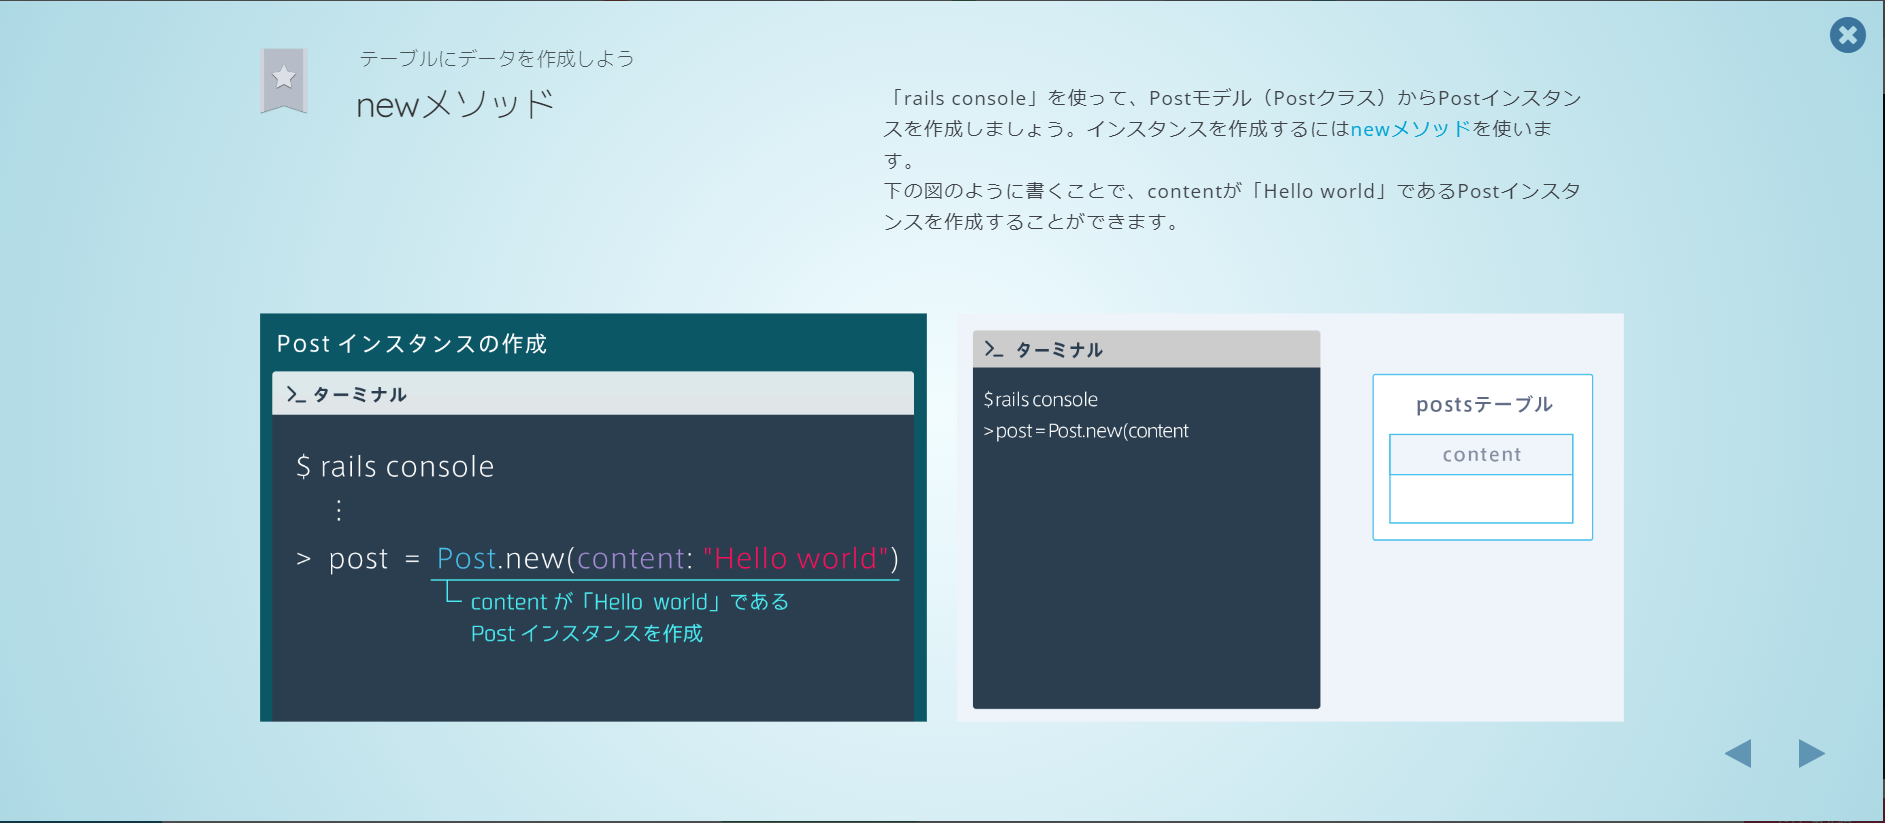 テーブルにデータを作成しよう
newメソッド
「rails console」を使って、Postモデル（Postクラス）からPostインスタン
スを作成しましょう。インスタンスを作成するにはnewメソッドを使いま
す。
下の図のように書くことで、contentが「Hello world」であるPostインスタ
ンスを作成することができます。
Post インスタンスの作成
>_ ターミナル
$ rails console
⋮
> post = Post.new(content: "Hello world")
content が「Hello world」である
Post インスタンスを作成
>_ ターミナル
$ rails console
> post = Post.new(content
postsテーブル
content